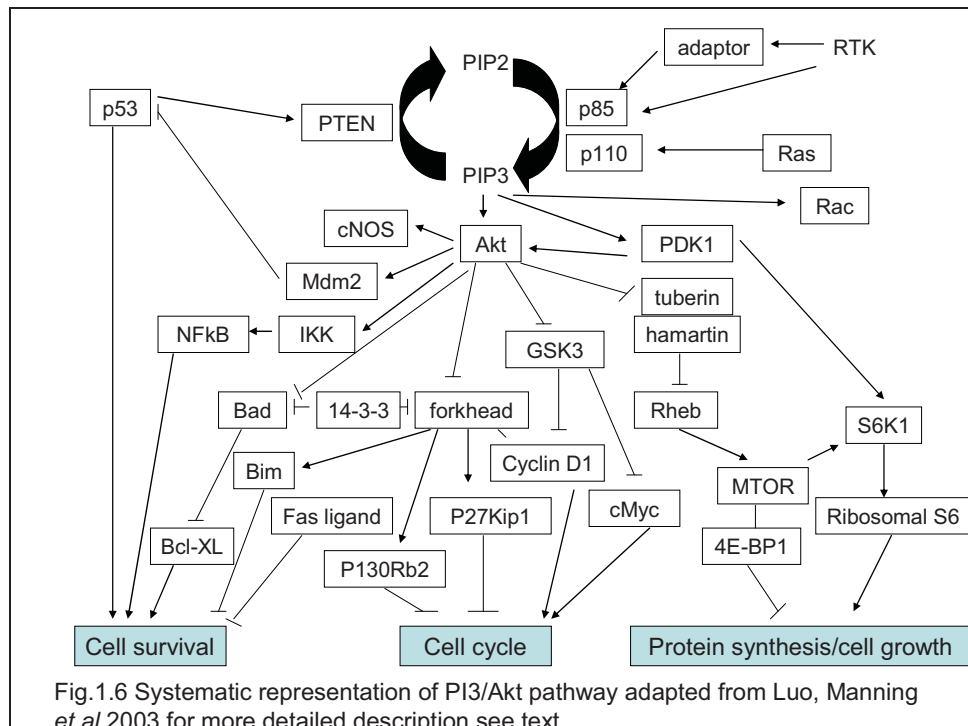 adaptor
RTK
PIP2
p53
PTEN
p85
p110
Ras
PIP3
Rac
cNOS
Akt
PDK1
Mdm2
tuberin
NFkB
IKK
hamartin
GSK3
Bad
14-3-3
forkhead
Rheb
S6K1
Bim
Cyclin D1
MTOR
Fas ligand
P27Kip1
cMyc
Ribosomal S6
Bcl-XL
P130Rb2
4E-BP1
Cell survival
Cell cycle
Protein synthesis/cell growth
Fig.1.6 Systematic representation of PI3/Akt pathway adapted from Luo, Manning
et al 2003 for more detailed description see text